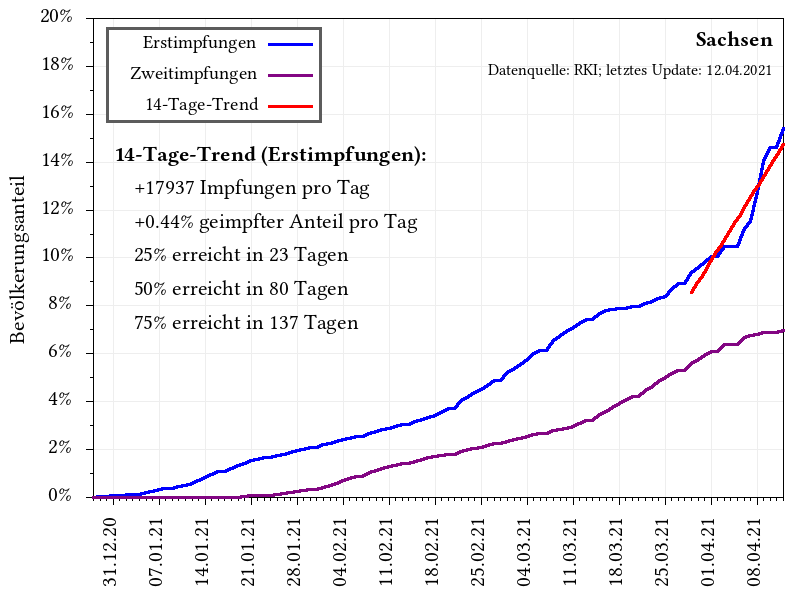 20%
18%
16%
14%
12%
10%
8%
6%
4%
2%
0%
Bevölkerungsanteil
Erstimpfungen
Zweitimpfungen
14-Tage-Trend
Sachsen
Datenquelle: RKI; letztes Update: 12.04.2021
14-Tage-Trend (Erstimpfungen):
+17937 Impfungen pro Tag
+0.44% geimpfter Anteil pro Tag
25% erreicht in 23 Tagen
50% erreicht in 80 Tagen
75% erreicht in 137 Tagen
31.12.20
07.01.21
14.01.21
21.01.21
28.01.21
04.02.21
11.02.21
18.02.21
25.02.21
04.03.21
11.03.21
18.03.21
25.03.21
01.04.21
08.04.21